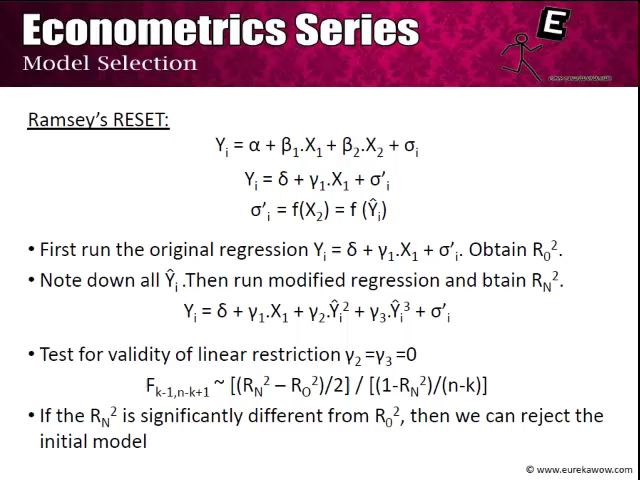 Econometrics Series
Model Selection
E
Ramsey's RESET:
Yi = α + β1.X1 + β2.X2 + σi
Yi = δ + γ1.X1 + σ'i
σ'i = f(X2) = f (Ŷi)
• First run the original regression Yi = δ + γ1.X1 + σ'i. Obtain R0².
• Note down all Ŷi .Then run modified regression and btain RN².
Yi = δ + γ1.X1 + γ2.Ŷi² + γ3.Ŷi³ + σ'i
• Test for validity of linear restriction γ2 =γ3 =0
Fk-1,n-k+1 ~ [(RN² – RO²)/2] / [(1-RN²)/(n-k)]
• If the RN² is significantly different from R0², then we can reject the
initial model
© www.eurekawow.com